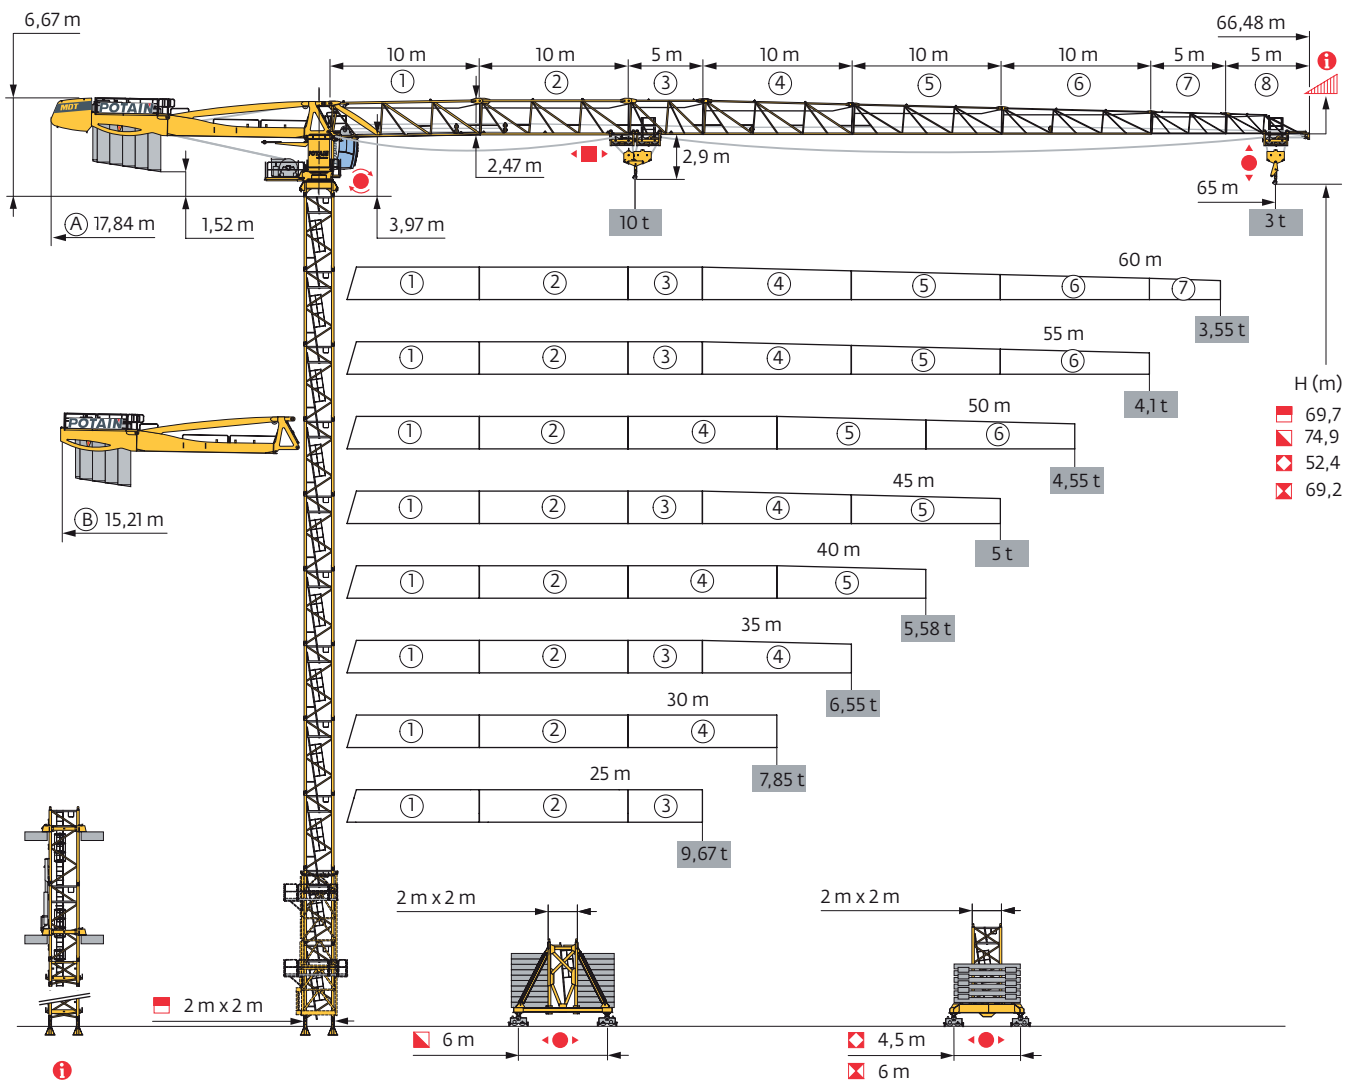 6,67 m
66,48 m
10 m 10 m 5 m 10 m 10 m 10 m 5 m 5 m
1 2 3 4 5 6 7 8
i
MDT POTAIN
POTAIN
2,47 m 2,9 m
A 17,84 m 1,52 m 3,97 m 10 t 65 m 3 t
60 m
1 2 3 4 5 6 7
3,55 t
55 m
1 2 3 4 5 6
4,1 t
H (m)
69,7
74,9
52,4
69,2
50 m
POTAIN
1 2 4 5 6
4,55 t
B 15,21 m
45 m
1 2 3 4 5
5 t
40 m
1 2 4 5
5,58 t
35 m
1 2 3 4
6,55 t
30 m
1 2 4
7,85 t
25 m
1 2 3
9,67 t
2 m x 2 m 2 m x 2 m
2 m x 2 m
6 m 4,5 m
6 m
i